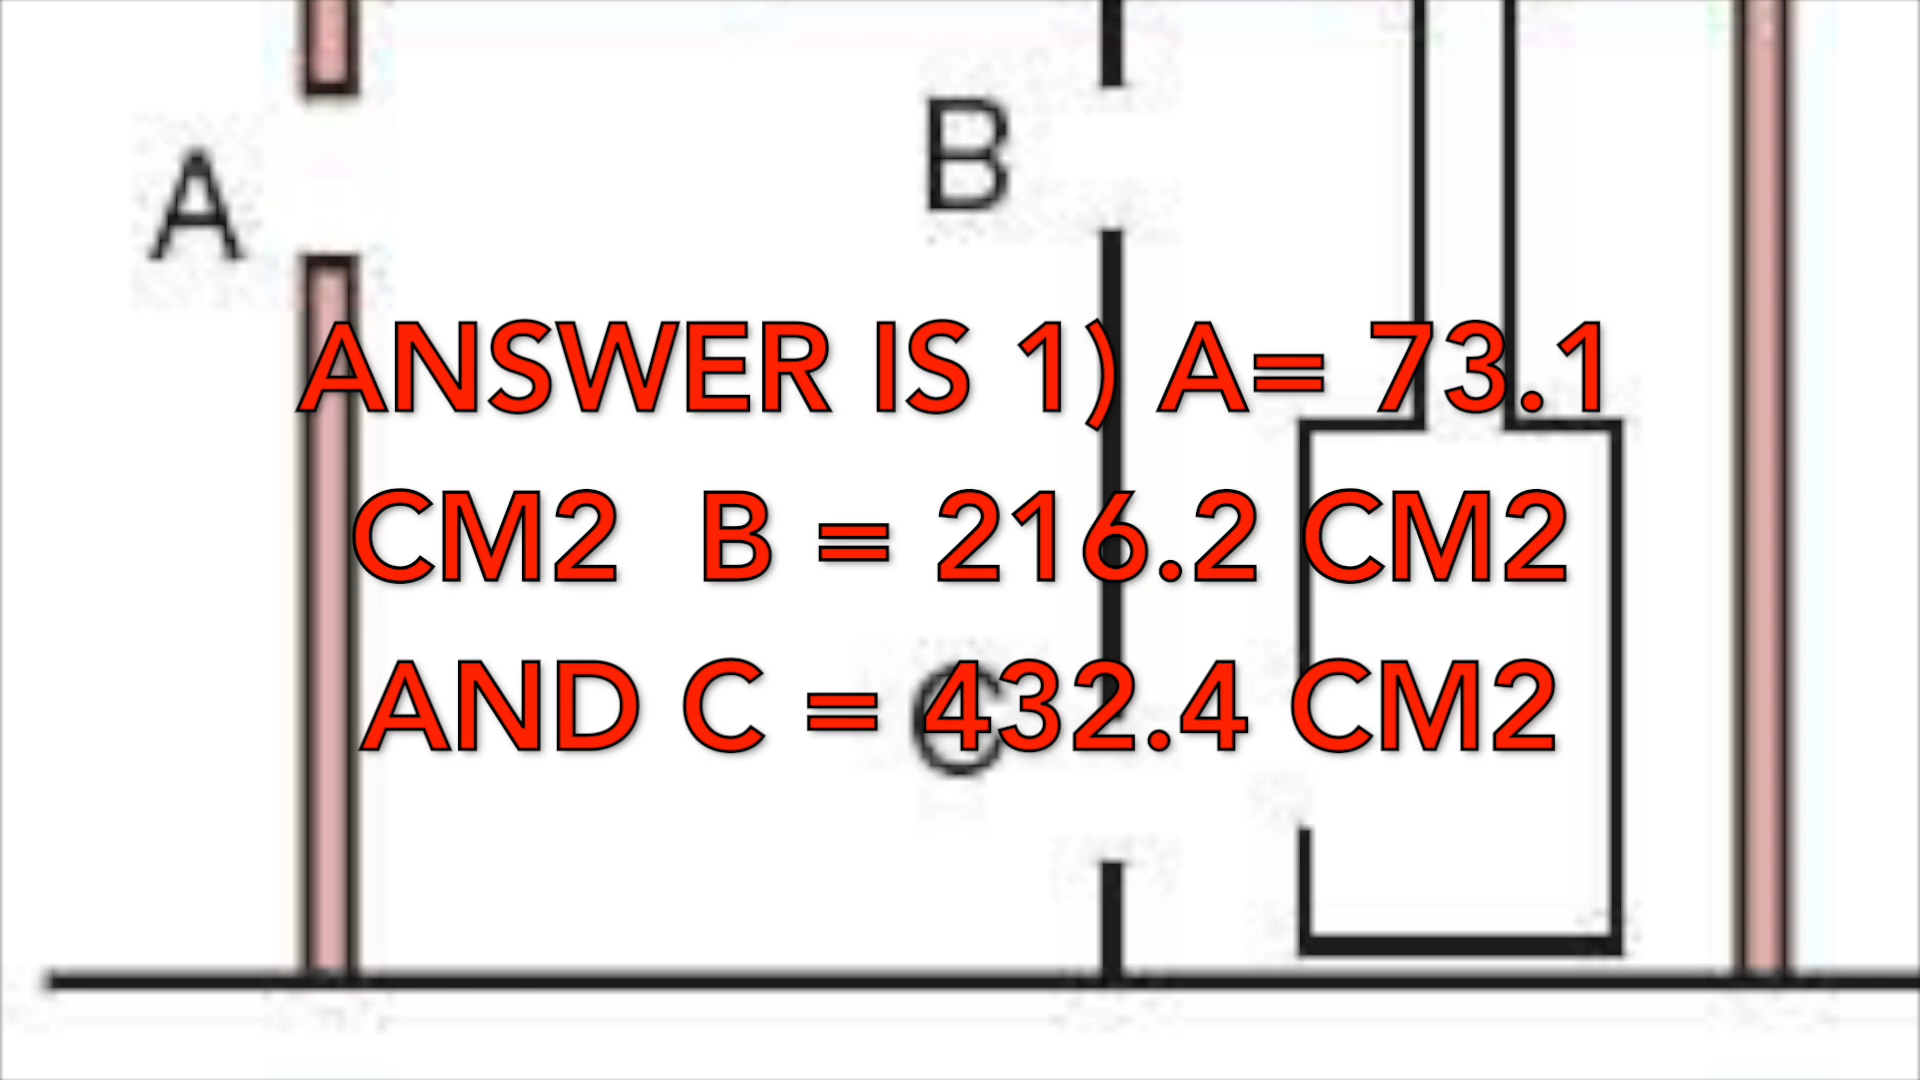 A
B
ANSWER IS 1) A= 73.1
CM2 B = 216.2 CM2
AND C = 432.4 CM2
C